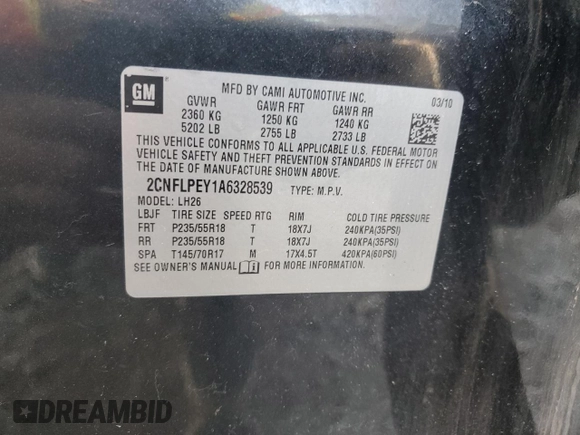 GM
MFD BY CAMI AUTOMOTIVE INC.
03/10
GVWR GAWR FRT GAWR RR
2360 KG 1250 KG 1240 KG
5202 LB 2755 LB 2733 LB
THIS VEHICLE CONFORMS TO ALL APPLICABLE U.S. FEDERAL MOTOR
VEHICLE SAFETY AND THEFT PREVENTION STANDARDS IN EFFECT ON
THE DATE OF MANUFACTURE SHOWN ABOVE.
2CNFLPEY1A6328539 TYPE: M.P.V.
MODEL: LH26
LBJF TIRE SIZE SPEED RTG RIM COLD TIRE PRESSURE
FRT P235/55R18 T 18X7J 240KPA(35PSI)
RR P235/55R18 T 18X7J 240KPA(35PSI)
SPA T145/70R17 M 17X4.5T 420KPA(60PSI)
SEE OWNER'S MANUAL FOR MORE INFORMATION.
DREAMBID